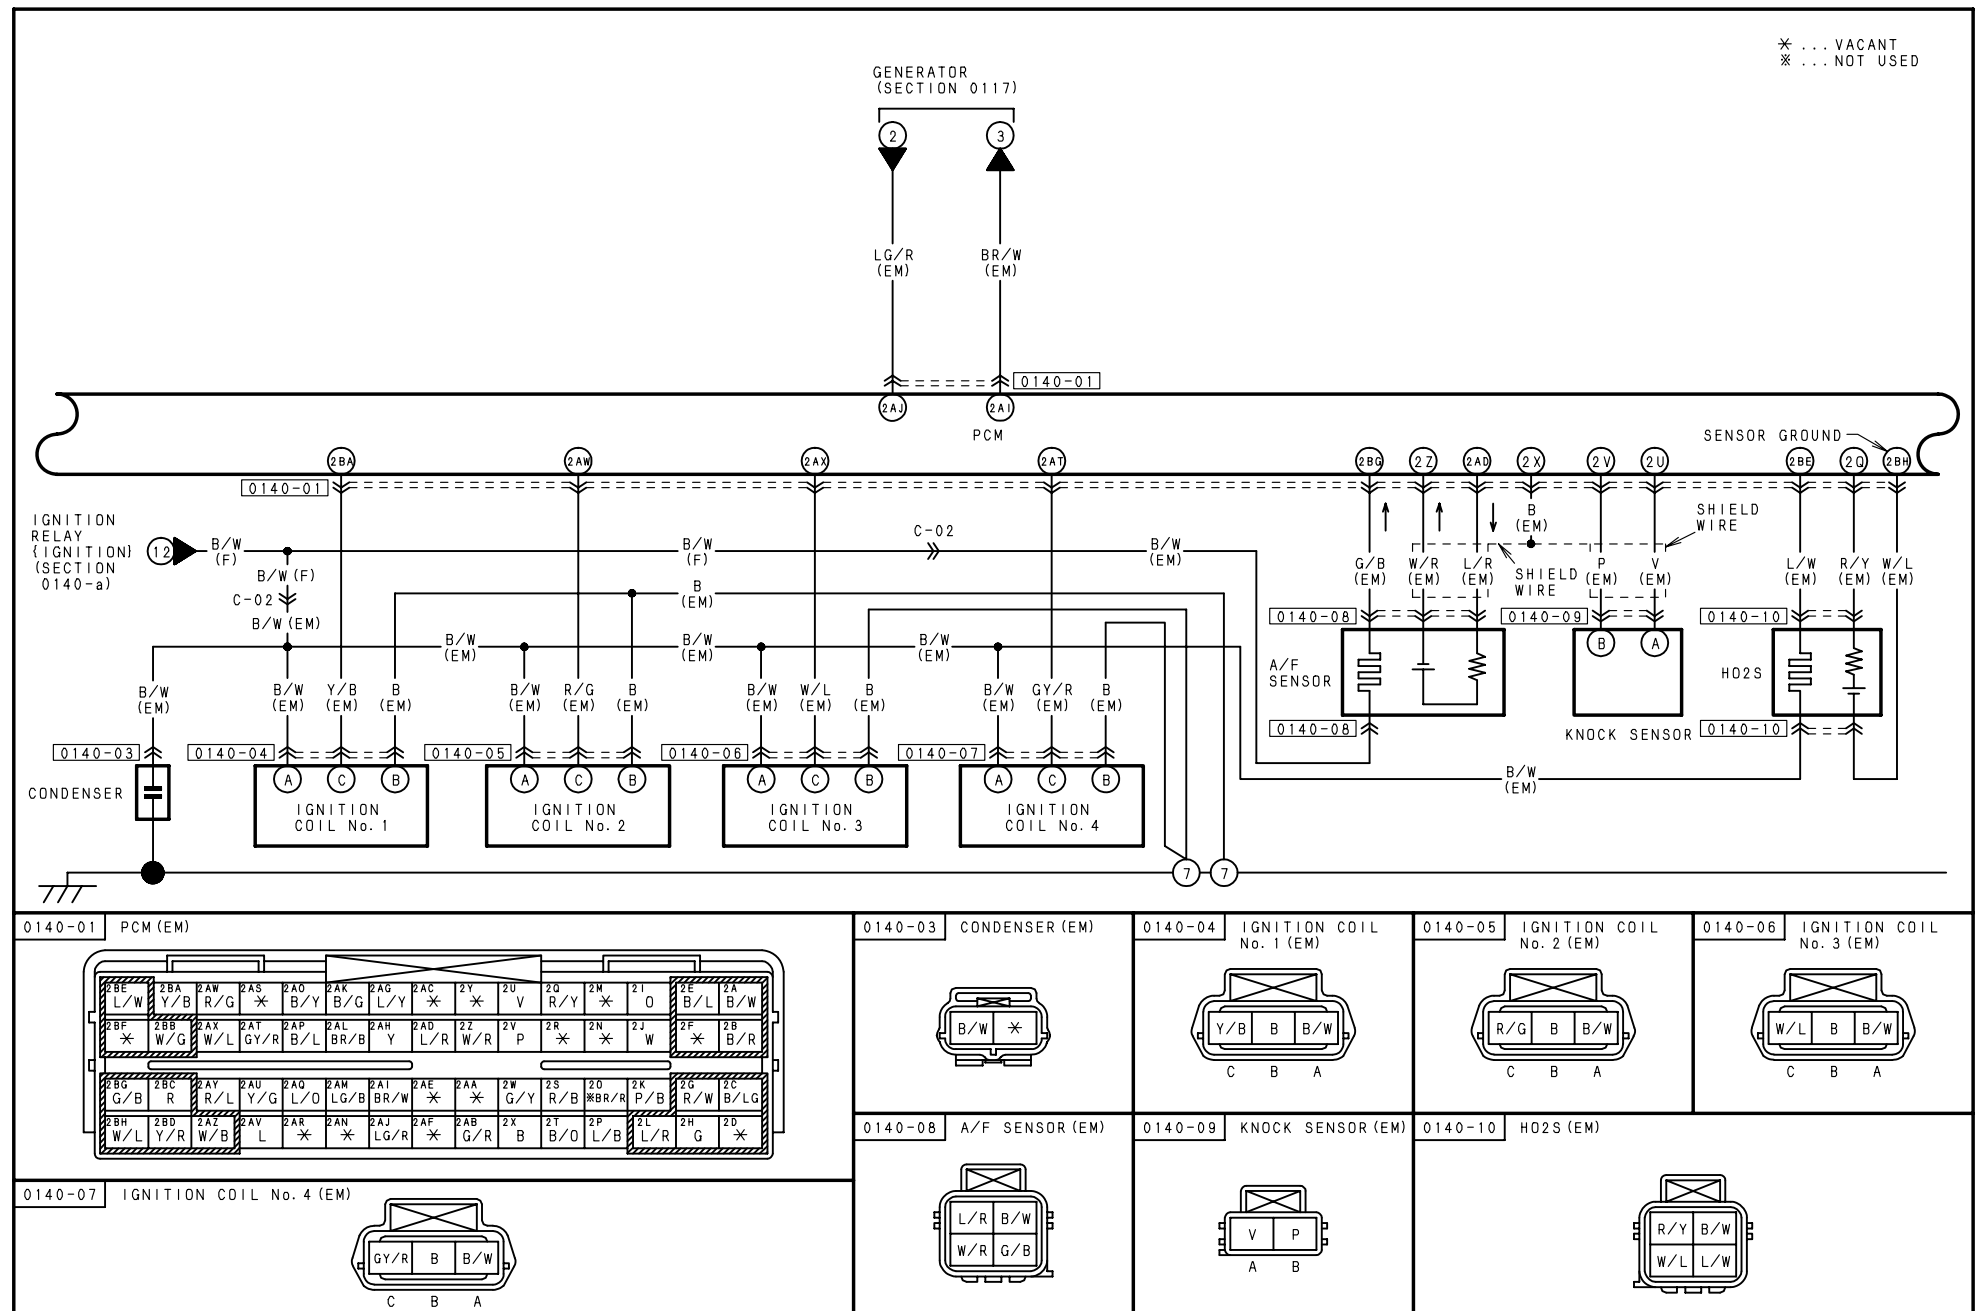 ✳ ... VACANT
※ ... NOT USED
GENERATOR
(SECTION 0117)
2
3
LG/R
(EM)
BR/W
(EM)
0140-01
2AJ
2AI
PCM
SENSOR GROUND
2BA
2AW
2AX
2AT
2BG
2Z
2AD
2X
2V
2U
2BE
2Q
2BH
0140-01
IGNITION
RELAY
{IGNITION}
(SECTION
0140-a)
12
B/W
(F)
B/W
(F)
C-02
B/W
(EM)
B/W (F)
C-02
B/W (EM)
B
(EM)
SHIELD
WIRE
G/B
(EM)
W/R
(EM)
L/R
(EM)
B
(EM)
SHIELD
WIRE
P
(EM)
V
(EM)
L/W
(EM)
R/Y
(EM)
W/L
(EM)
B/W
(EM)
B/W
(EM)
B/W
(EM)
0140-08
0140-09
0140-10
B
A
A/F
SENSOR
HO2S
KNOCK SENSOR
0140-08
0140-10
B/W
(EM)
B/W
(EM)
Y/B
(EM)
B
(EM)
B/W
(EM)
R/G
(EM)
B
(EM)
B/W
(EM)
W/L
(EM)
B
(EM)
B/W
(EM)
GY/R
(EM)
B
(EM)
0140-03
0140-04
0140-05
0140-06
0140-07
B/W
(EM)
CONDENSER
A C B
IGNITION
COIL No. 1
A C B
IGNITION
COIL No. 2
A C B
IGNITION
COIL No. 3
A C B
IGNITION
COIL No. 4
7
7
0140-01 PCM (EM)
2BE 2BA 2AW 2AS 2AO 2AK 2AG 2AC 2Y 2U 2Q 2M 2I 2E 2A
L/W Y/B R/G ✳ B/Y B/G L/Y ✳ ✳ V R/Y ✳ O B/L B/W
2BF 2BB 2AX 2AT 2AP 2AL 2AH 2AD 2Z 2V 2R 2N 2J 2F 2B
✳ W/G W/L GY/R B/L BR/B Y L/R W/R P ✳ ✳ W ✳ B/R
2BG 2BC 2AY 2AU 2AQ 2AM 2AI 2AE 2AA 2W 2S 2O 2K 2G 2C
G/B R R/L Y/G L/O LG/B BR/W ✳ ✳ G/Y R/B ※BR/R P/B R/W B/LG
2BH 2BD 2AZ 2AV 2AR 2AN 2AJ 2AF 2AB 2X 2T 2P 2L 2H 2D
W/L Y/R W/B L ✳ ✳ LG/R ✳ G/R B B/O L/B L/R G ✳
0140-03 CONDENSER (EM)
B/W ✳
0140-04 IGNITION COIL
No. 1 (EM)
Y/B B B/W
C B A
0140-05 IGNITION COIL
No. 2 (EM)
R/G B B/W
C B A
0140-06 IGNITION COIL
No. 3 (EM)
W/L B B/W
C B A
0140-07 IGNITION COIL No. 4 (EM)
GY/R B B/W
C B A
0140-08 A/F SENSOR (EM)
L/R B/W
W/R G/B
0140-09 KNOCK SENSOR (EM)
V P
A B
0140-10 HO2S (EM)
R/Y B/W
W/L L/W